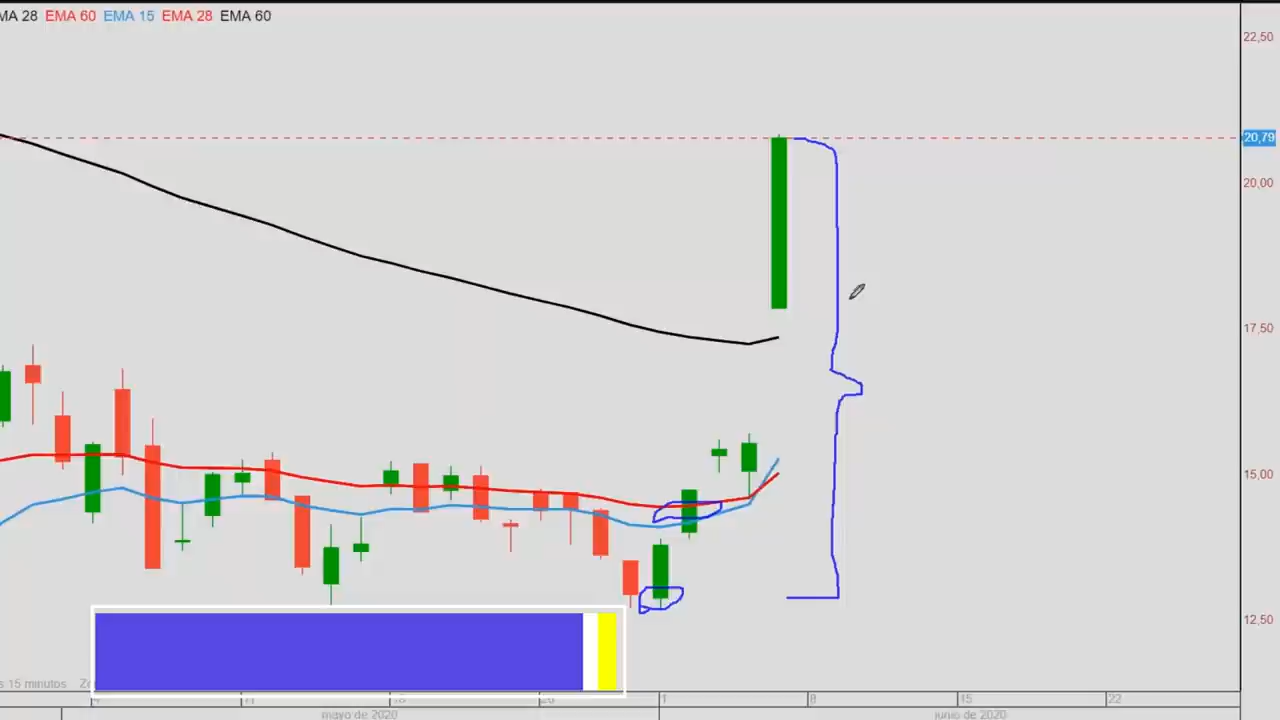 MA 28 EMA 60 EMA 15 EMA 28 EMA 60
22,50
20,79
20,00
17,50
15,00
12,50
s 15 minutos
1 8 15 22
mayo de 2020 junio de 2020